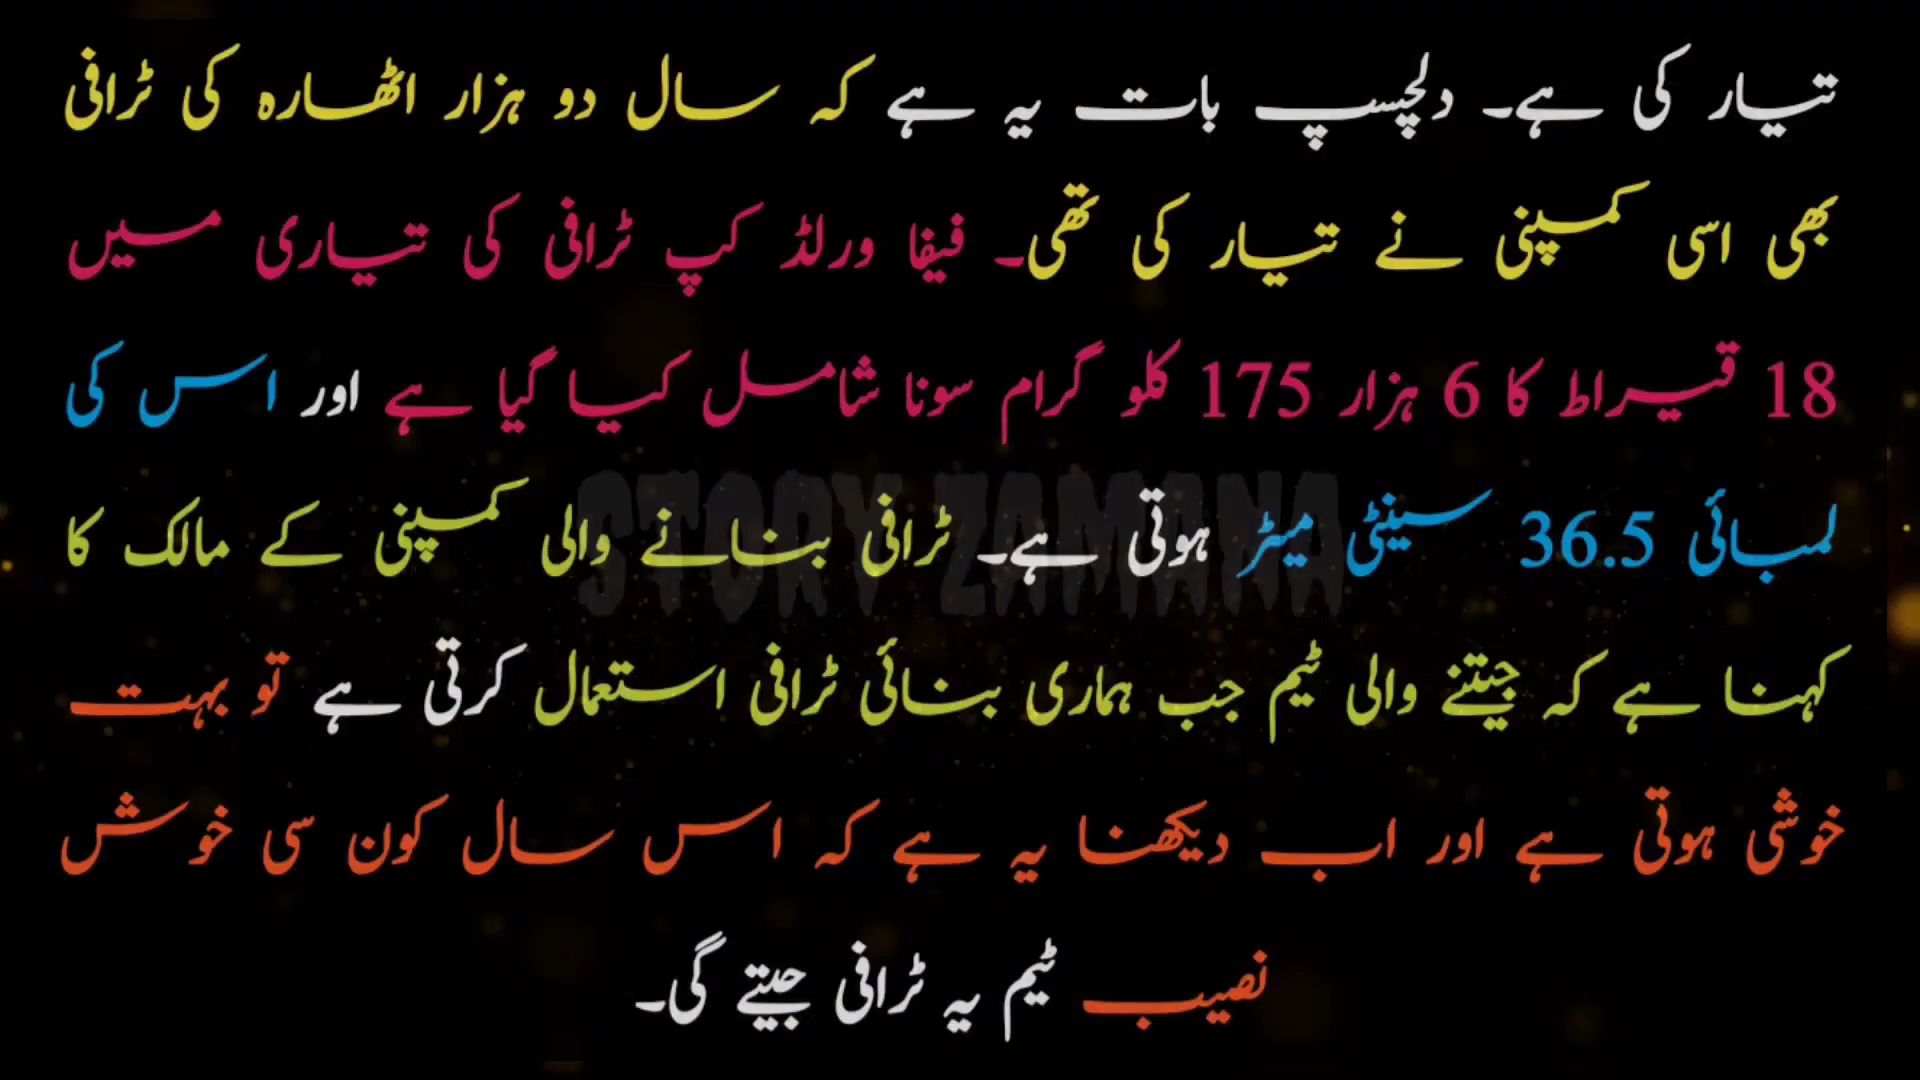 تیار کی ہے۔ دلچسپ بات یہ ہے کہ سال دو ہزار اٹھارہ کی ٹرافی
بھی اسی کمپنی نے تیار کی تھی۔ فیفا ورلڈ کپ ٹرافی کی تیاری میں
18 قیراط کا 6 ہزار 175 کلو گرام سونا شامل کیا گیا ہے اور اس کی
لمبائی 36.5 سینٹی میٹر ہوتی ہے۔ ٹرافی بنانے والی کمپنی کے مالک کا
STORY ZAMANA
کہنا ہے کہ جیتنے والی ٹیم جب ہماری بنائی ٹرافی استعمال کرتی ہے تو بہت
خوشی ہوتی ہے اور اب دیکھنا یہ ہے کہ اس سال کون سی خوش
نصیب ٹیم یہ ٹرافی جیتے گی۔